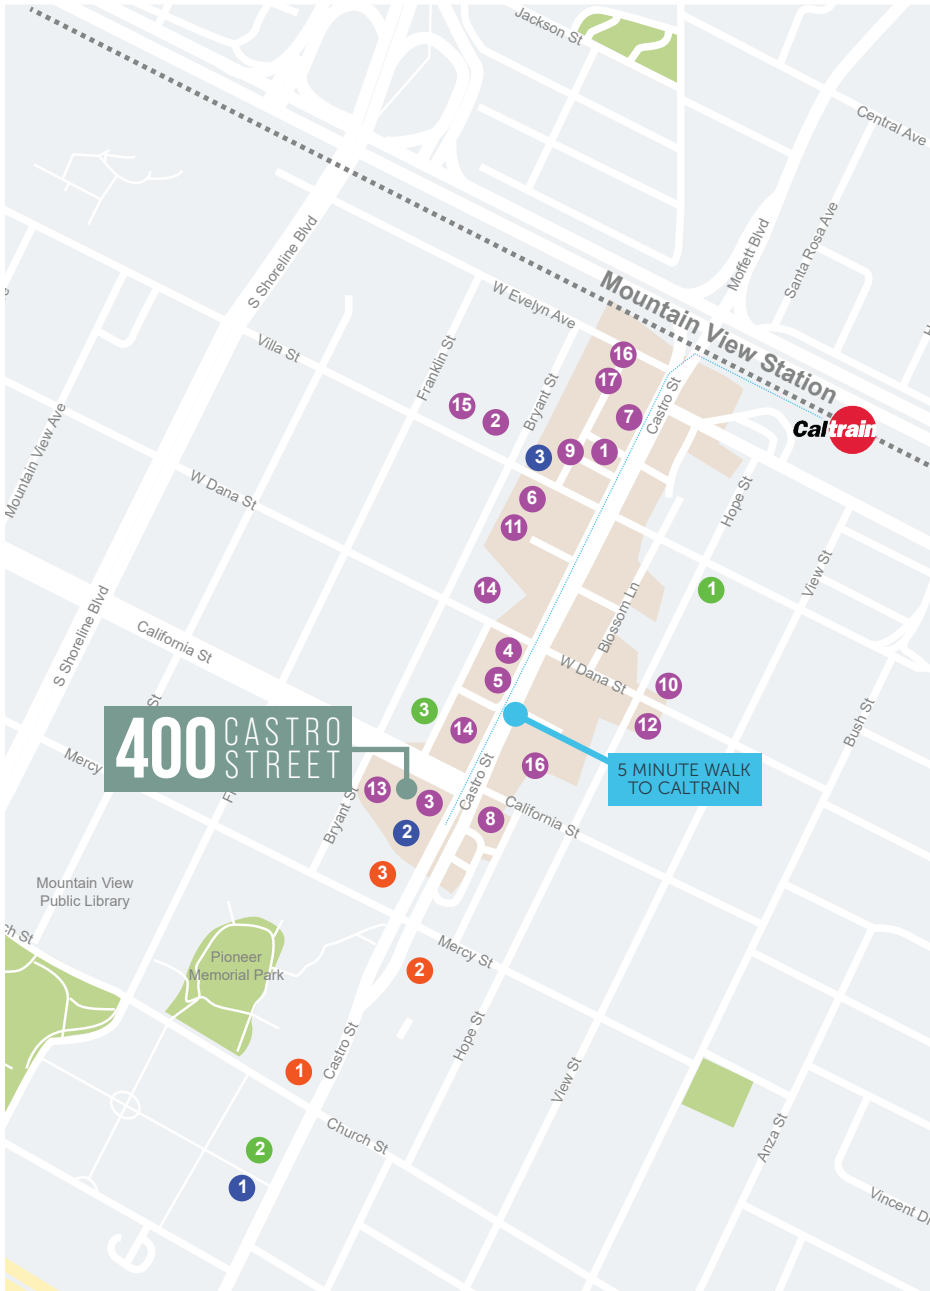 Jackson St
Central Ave
S Shoreline Blvd
Moffett Blvd
Santa Rosa Ave
W Evelyn Ave
Mountain View Station
Villa St
Franklin St
Bryant St
16
17
Castro St
15
2
7
Caltrain
Mountain View Ave
3
9
1
W Dana St
6
Hope St
11
View St
14
1
Blossom Ln
S Shoreline Blvd
California St
4
W Dana St
5
10
St
3
14
12
Bush St
400 CASTRO
STREET
Mercy
16
5 MINUTE WALK
TO CALTRAIN
13
3
Castro St
California St
Bryant St
2
8
3
Mountain View
Public Library
ch St
Mercy St
Pioneer
Memorial Park
2
Hope St
Castro St
1
View St
Church St
Anza St
2
1
Vincent Dr